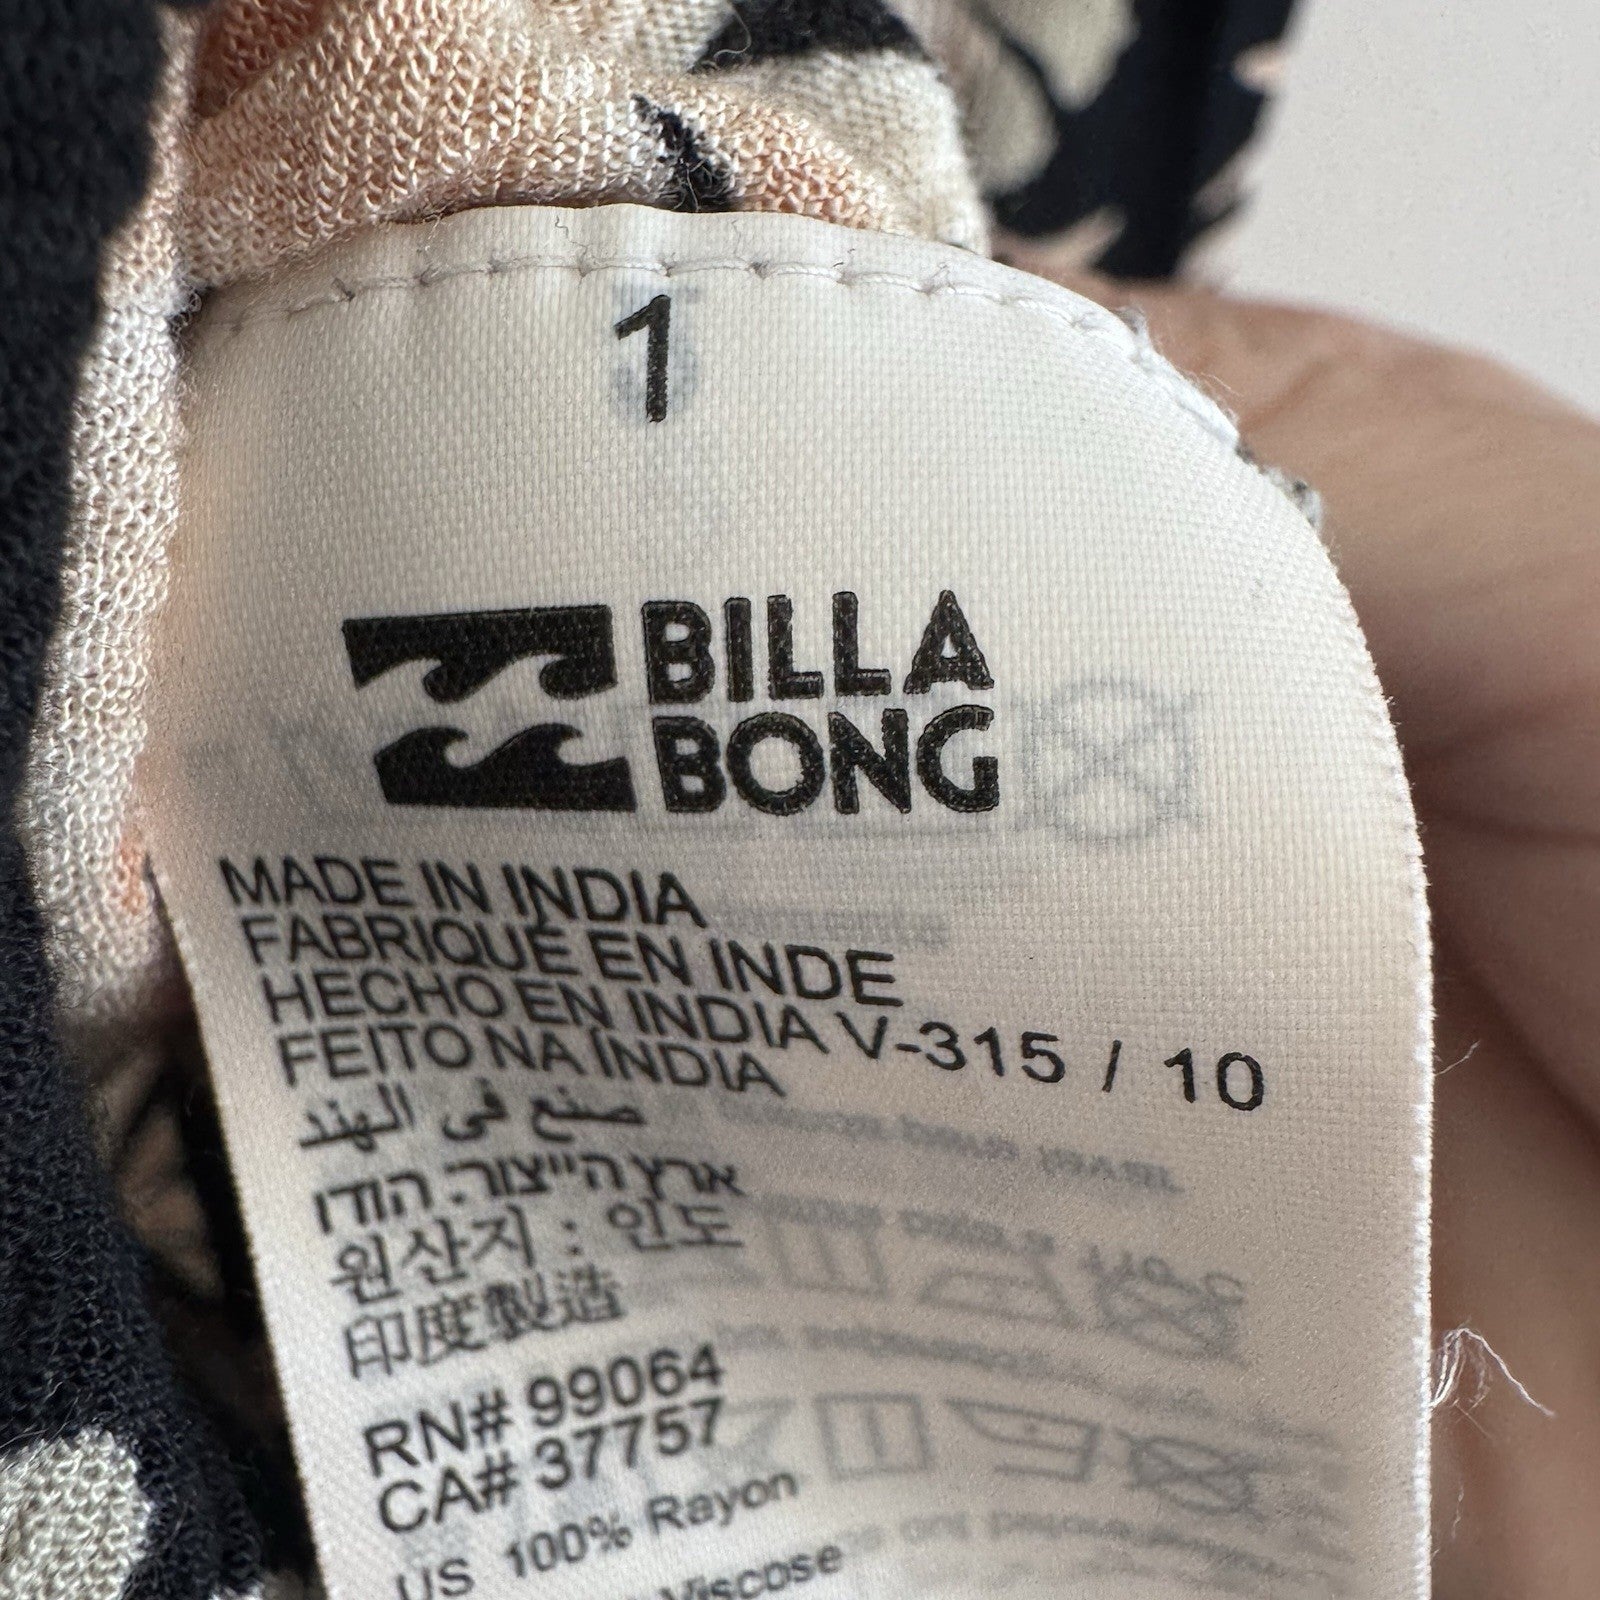 1
BILLA
BONG
MADE IN INDIA
FABRIQUÉ EN INDE
HECHO EN INDIA V-315 / 10
FEITO NA ÍNDIA
صنع في الهند
ארץ הייצור: הודו
원산지 : 인도
印度製造
RN# 99064
CA# 37757
US 100% Rayon
Viscose